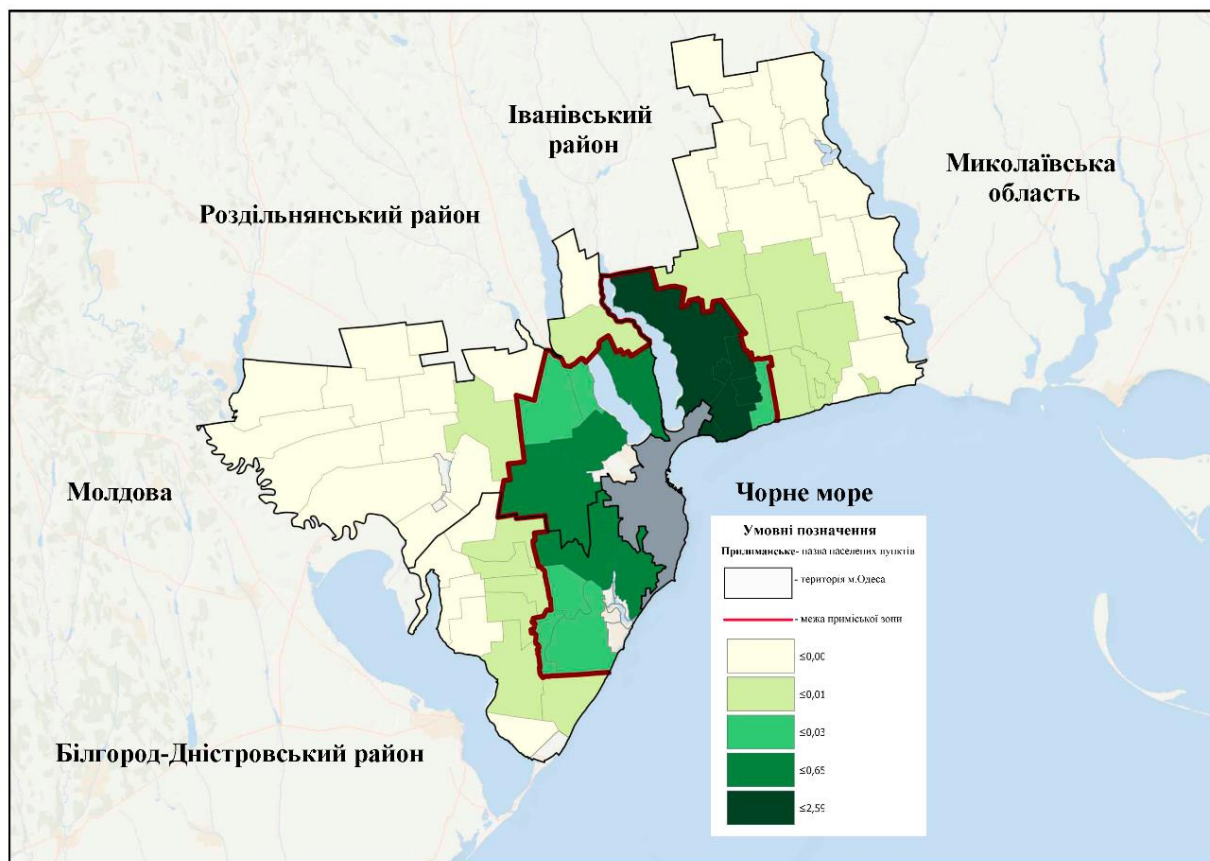 Іванівський
район
Миколаївська
область
Роздільнянський район
Молдова
Чорне море
Умовні позначення
Прилиманське- назва населених пунктів
- територія м.Одеса
- межа приміської зони
≤0,00
≤0,01
≤0,03
≤0,65
≤2,59
Білгород-Дністровський район